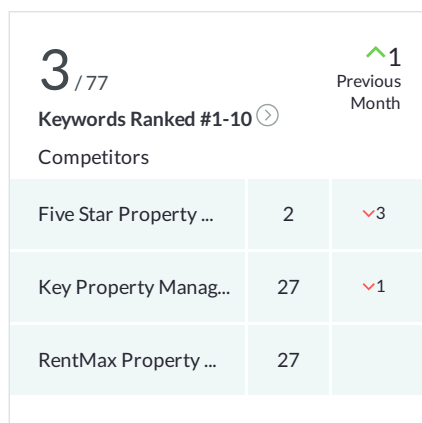 3 / 77
1
Previous
Month
Keywords Ranked #1-10
Competitors
Five Star Property ... 2 3
Key Property Manag... 27 1
RentMax Property ... 27